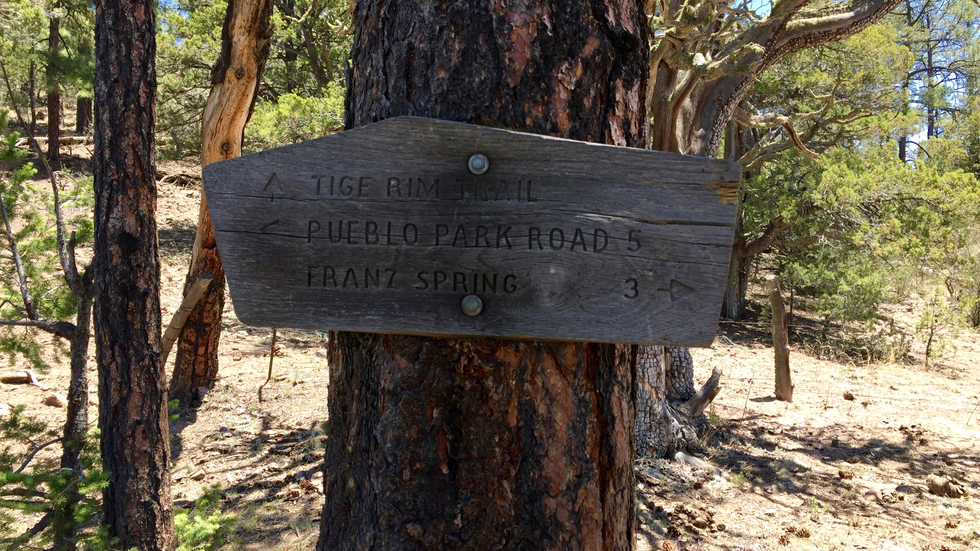 TIGE RIM TRAIL
PUEBLO PARK ROAD 5
FRANZ SPRING 3